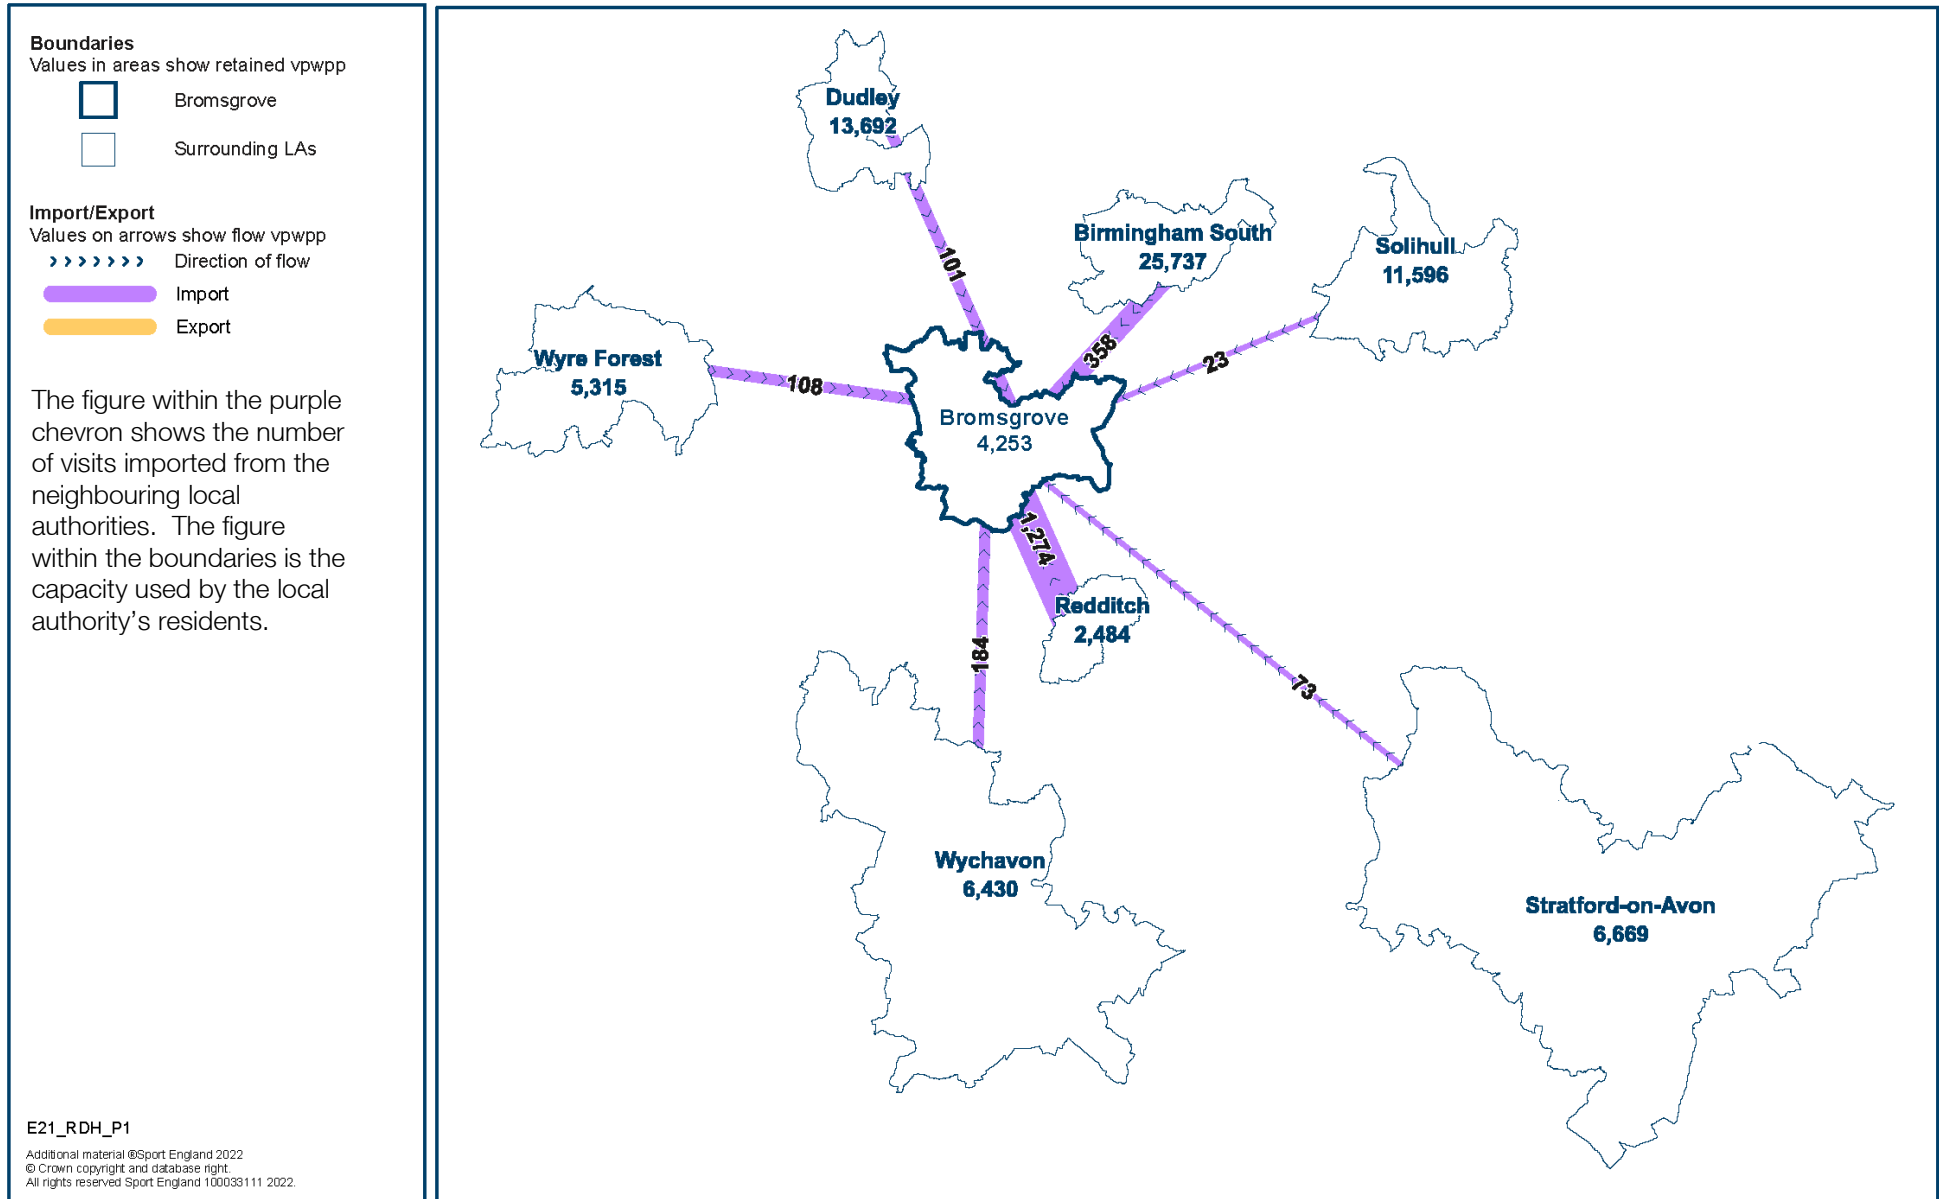 Boundaries
Values in areas show retained vpwpp
Bromsgrove
Surrounding LAs
Import/Export
Values on arrows show flow vpwpp
Direction of flow
Import
Export
The figure within the purple
chevron shows the number
of visits imported from the
neighbouring local
authorities.  The figure
within the boundaries is the
capacity used by the local
authority’s residents.
E21_RDH_P1
Additional material ®Sport England 2022
© Crown copyright and database right.
All rights reserved Sport England 100033111 2022.
Dudley
13,692
101
Birmingham South
25,737
358
Solihull
11,596
23
Wyre Forest
5,315
108
Bromsgrove
4,253
1,274
Redditch
2,484
184
73
Wychavon
6,430
Stratford-on-Avon
6,669